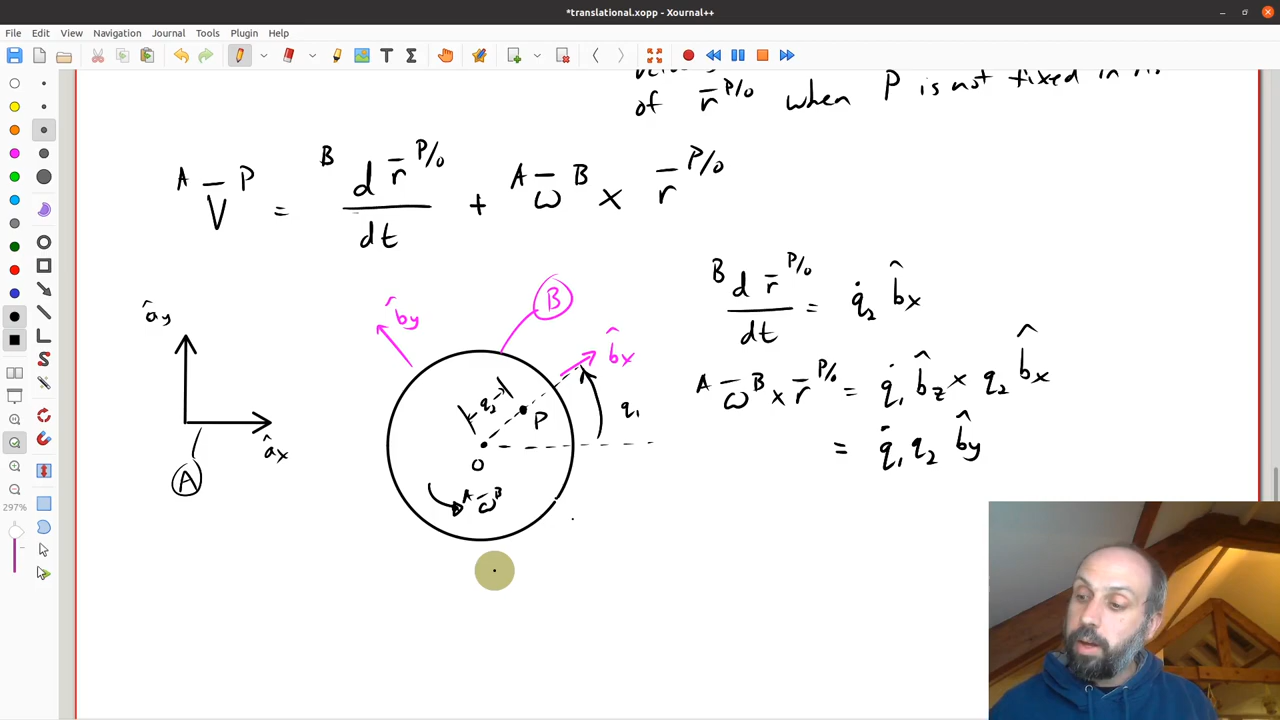 *translational.xopp - Xournal++
File Edit View Navigation Journal Tools Plugin Help
of r̄^P/O when P is not fixed in
^A V̄^P = ^B d r̄^P/O / dt + ^A ω̄^B × r̄^P/O
^B d r̄^P/O / dt = q̇₂ b̂x
^A ω̄^B × r̄^P/O = q̇₁ b̂z × q₂ b̂x
= q̇₁ q₂ b̂y
ây
âx
A
b̂y
B
b̂x
q₂
P
q₁
O
^A ω̄^B
297%